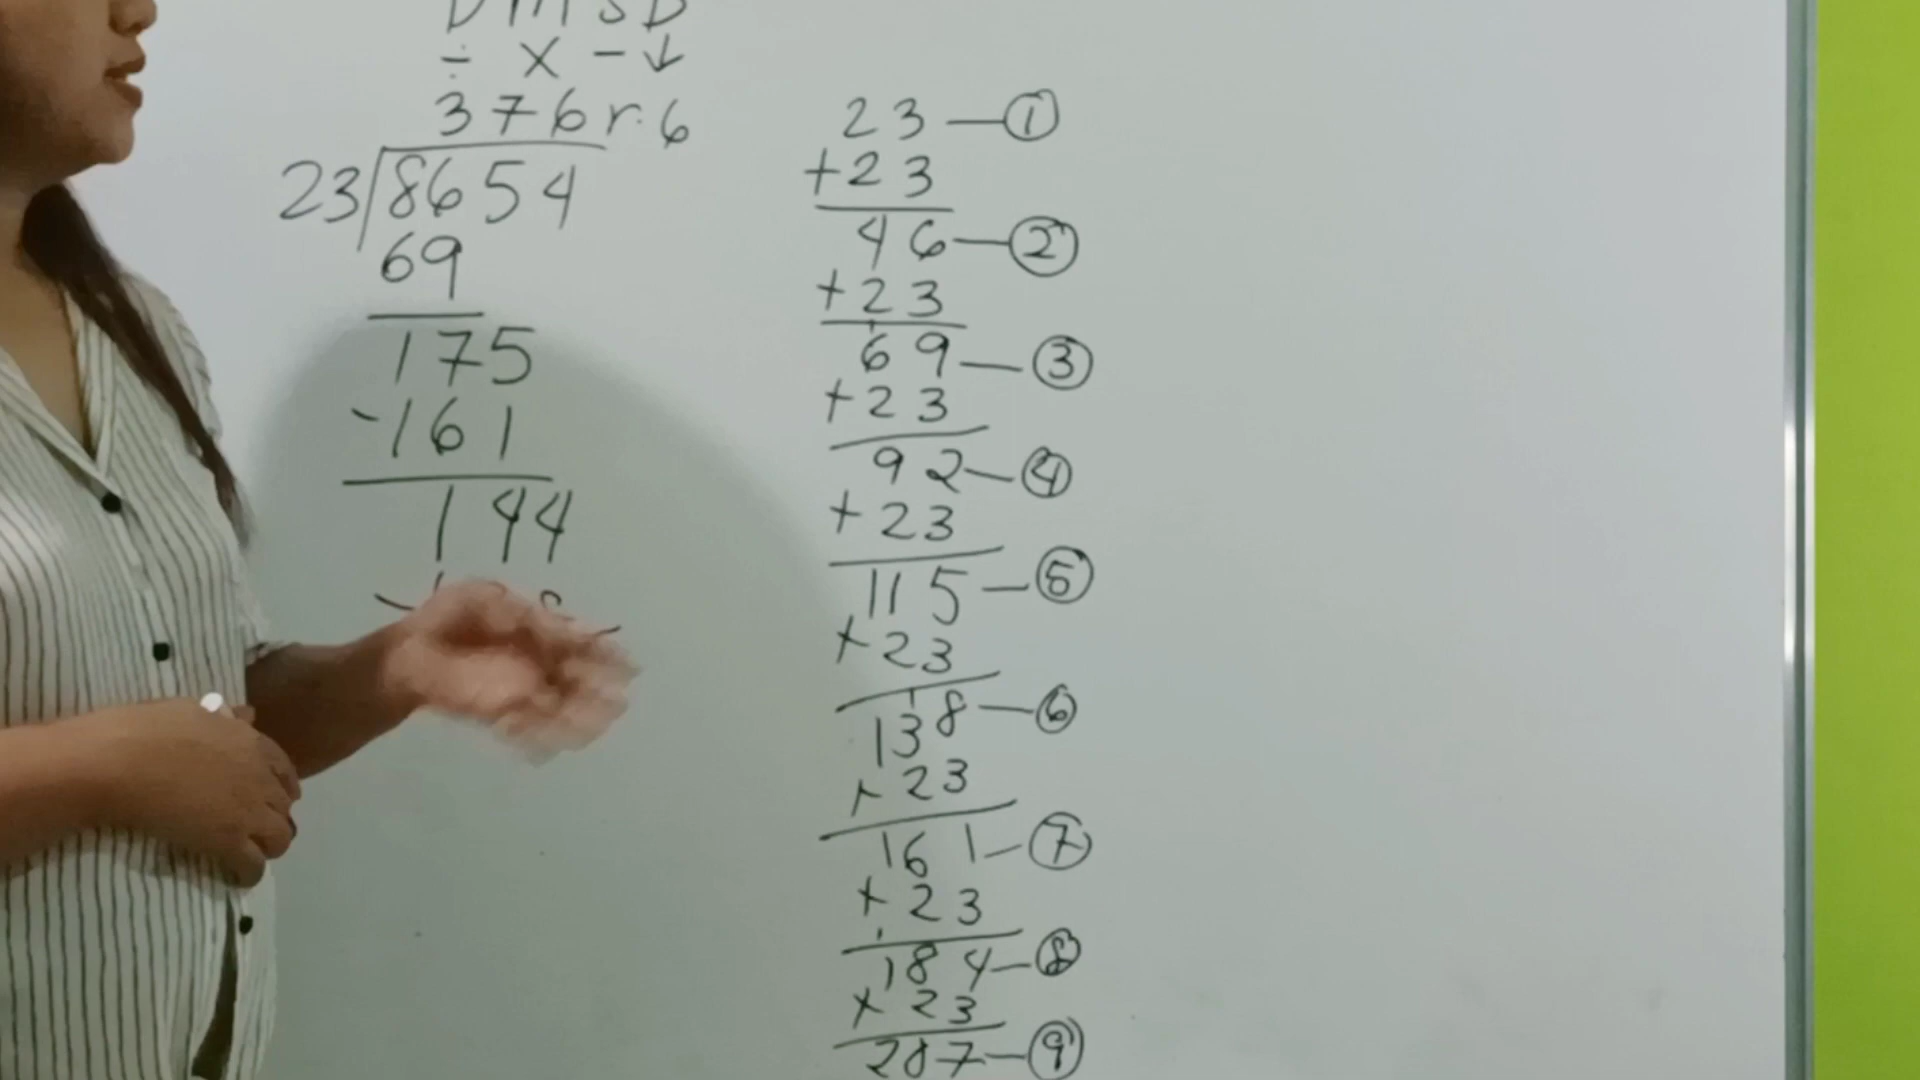 D M S B
÷ × - ↓
376 r. 6
23 8654
69
175
-161
144
23 — ①
+23
46 — ②
+23
69 — ③
+23
92 — ④
+23
115 — ⑤
+23
138 — ⑥
+23
161 — ⑦
+23
184 — ⑧
+23
207 — ⑨